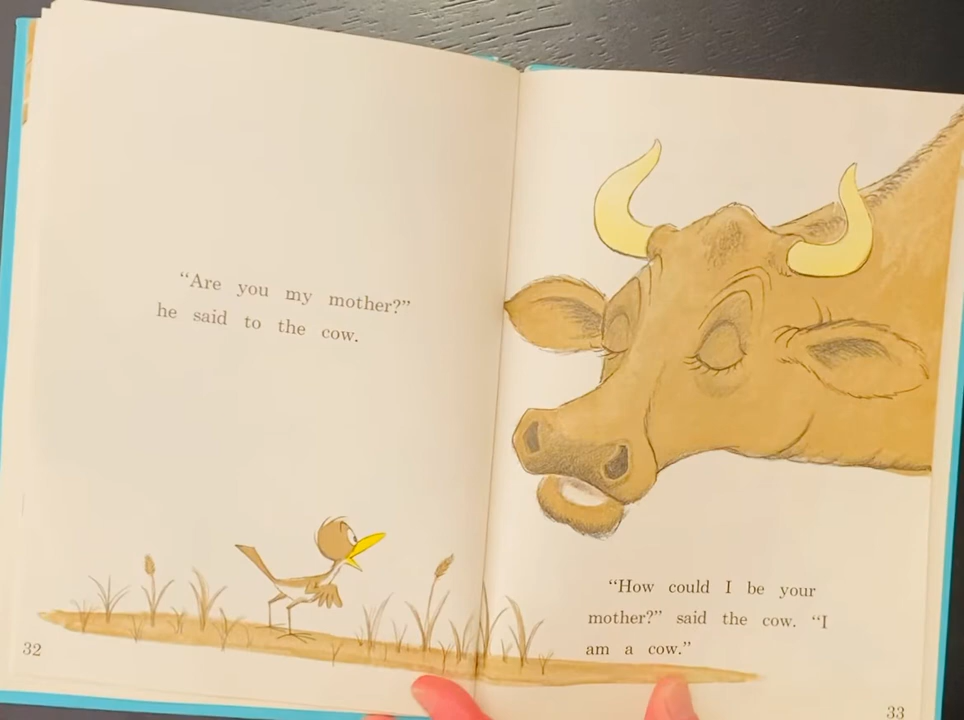 “Are you my mother?”
he said to the cow.
32
“How could I be your
mother?” said the cow. “I
am a cow.”
33